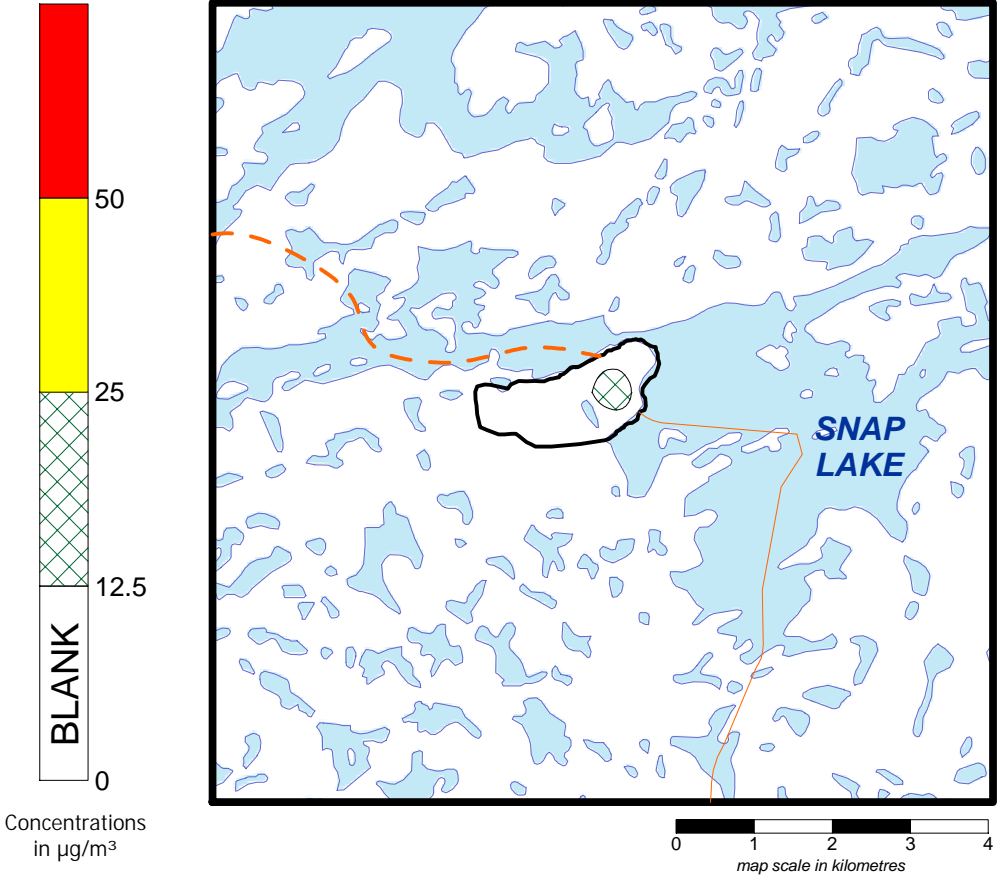 50
25
12.5
BLANK
0
Concentrations
in µg/m³
SNAP
LAKE
0 1 2 3 4
map scale in kilometres